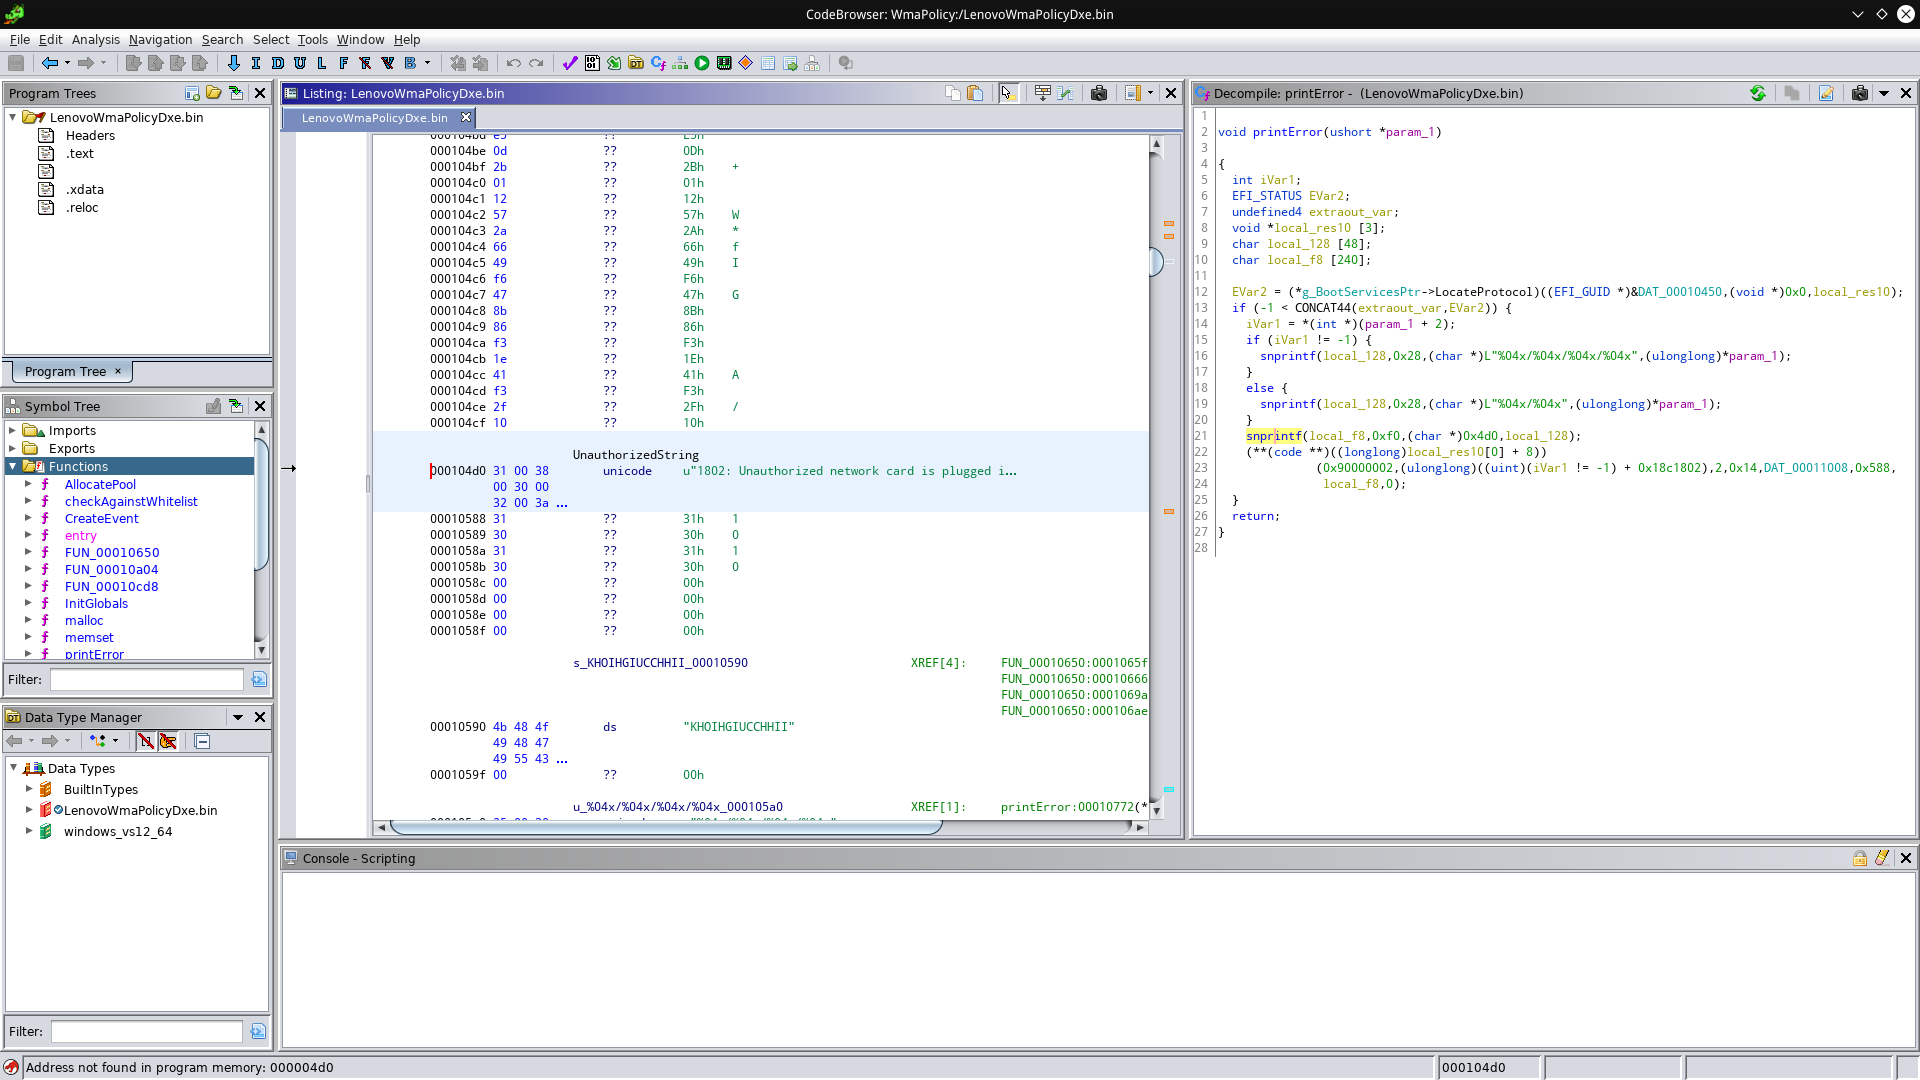 CodeBrowser: WmaPolicy:/LenovoWmaPolicyDxe.bin
File Edit Analysis Navigation Search Select Tools Window Help
I D U L F B
Program Trees
LenovoWmaPolicyDxe.bin
Headers
.text
.xdata
.reloc
Program Tree ×
Symbol Tree
Imports
Exports
Functions
f AllocatePool
f checkAgainstWhitelist
f CreateEvent
f entry
f FUN_00010650
f FUN_00010a04
f FUN_00010cd8
f InitGlobals
f malloc
f memset
f printError
Filter:
Data Type Manager
Data Types
BuiltInTypes
LenovoWmaPolicyDxe.bin
windows_vs12_64
Filter:
Listing: LenovoWmaPolicyDxe.bin
LenovoWmaPolicyDxe.bin
000104bd e5 ?? E5h
000104be 0d ?? 0Dh
000104bf 2b ?? 2Bh +
000104c0 01 ?? 01h
000104c1 12 ?? 12h
000104c2 57 ?? 57h W
000104c3 2a ?? 2Ah *
000104c4 66 ?? 66h f
000104c5 49 ?? 49h I
000104c6 f6 ?? F6h
000104c7 47 ?? 47h G
000104c8 8b ?? 8Bh
000104c9 86 ?? 86h
000104ca f3 ?? F3h
000104cb 1e ?? 1Eh
000104cc 41 ?? 41h A
000104cd f3 ?? F3h
000104ce 2f ?? 2Fh /
000104cf 10 ?? 10h
UnauthorizedString
000104d0 31 00 38 unicode u"1802: Unauthorized network card is plugged i...
00 30 00
32 00 3a ...
00010588 31 ?? 31h 1
00010589 30 ?? 30h 0
0001058a 31 ?? 31h 1
0001058b 30 ?? 30h 0
0001058c 00 ?? 00h
0001058d 00 ?? 00h
0001058e 00 ?? 00h
0001058f 00 ?? 00h
s_KHOIHGIUCCHHII_00010590 XREF[4]: FUN_00010650:0001065f
FUN_00010650:00010666
FUN_00010650:0001069a
FUN_00010650:000106ae
00010590 4b 48 4f ds "KHOIHGIUCCHHII"
49 48 47
49 55 43 ...
0001059f 00 ?? 00h
u_%04x/%04x/%04x/%04x_000105a0 XREF[1]: printError:00010772(*
Decompile: printError - (LenovoWmaPolicyDxe.bin)
1
2 void printError(ushort *param_1)
3
4 {
5 int iVar1;
6 EFI_STATUS EVar2;
7 undefined4 extraout_var;
8 void *local_res10 [3];
9 char local_128 [48];
10 char local_f8 [240];
11
12 EVar2 = (*g_BootServicesPtr->LocateProtocol)((EFI_GUID *)&DAT_00010450,(void *)0x0,local_res10);
13 if (-1 < CONCAT44(extraout_var,EVar2)) {
14 iVar1 = *(int *)(param_1 + 2);
15 if (iVar1 != -1) {
16 snprintf(local_128,0x28,(char *)L"%04x/%04x/%04x/%04x",(ulonglong)*param_1);
17 }
18 else {
19 snprintf(local_128,0x28,(char *)L"%04x/%04x",(ulonglong)*param_1);
20 }
21 snprintf(local_f8,0xf0,(char *)0x4d0,local_128);
22 (**(code **)((longlong)local_res10[0] + 8))
23 (0x90000002,(ulonglong)((uint)(iVar1 != -1) + 0x18c1802),2,0x14,DAT_00011008,0x588,
24 local_f8,0);
25 }
26 return;
27 }
28
Console - Scripting
Address not found in program memory: 000004d0
000104d0